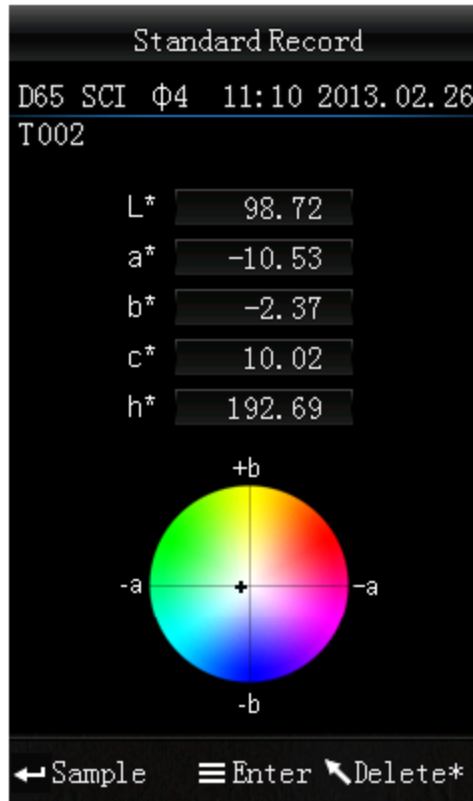 Standard Record
D65 SCI Φ4 11:10 2013.02.26
T002
L* 98.72
a* -10.53
b* -2.37
c* 10.02
h* 192.69
+b
-a -a
-b
Sample Enter Delete*